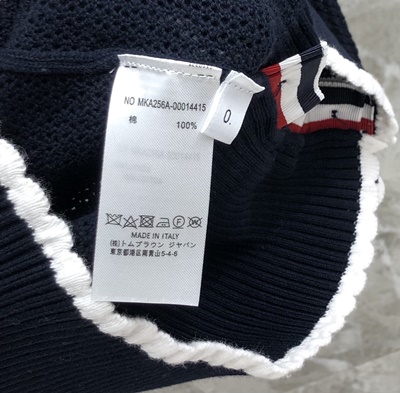 NO MKA256A-00014415
綿 100%
0.
MADE IN ITALY
(株)トムブラウン ジャパン
東京都港区南青山5-4-6